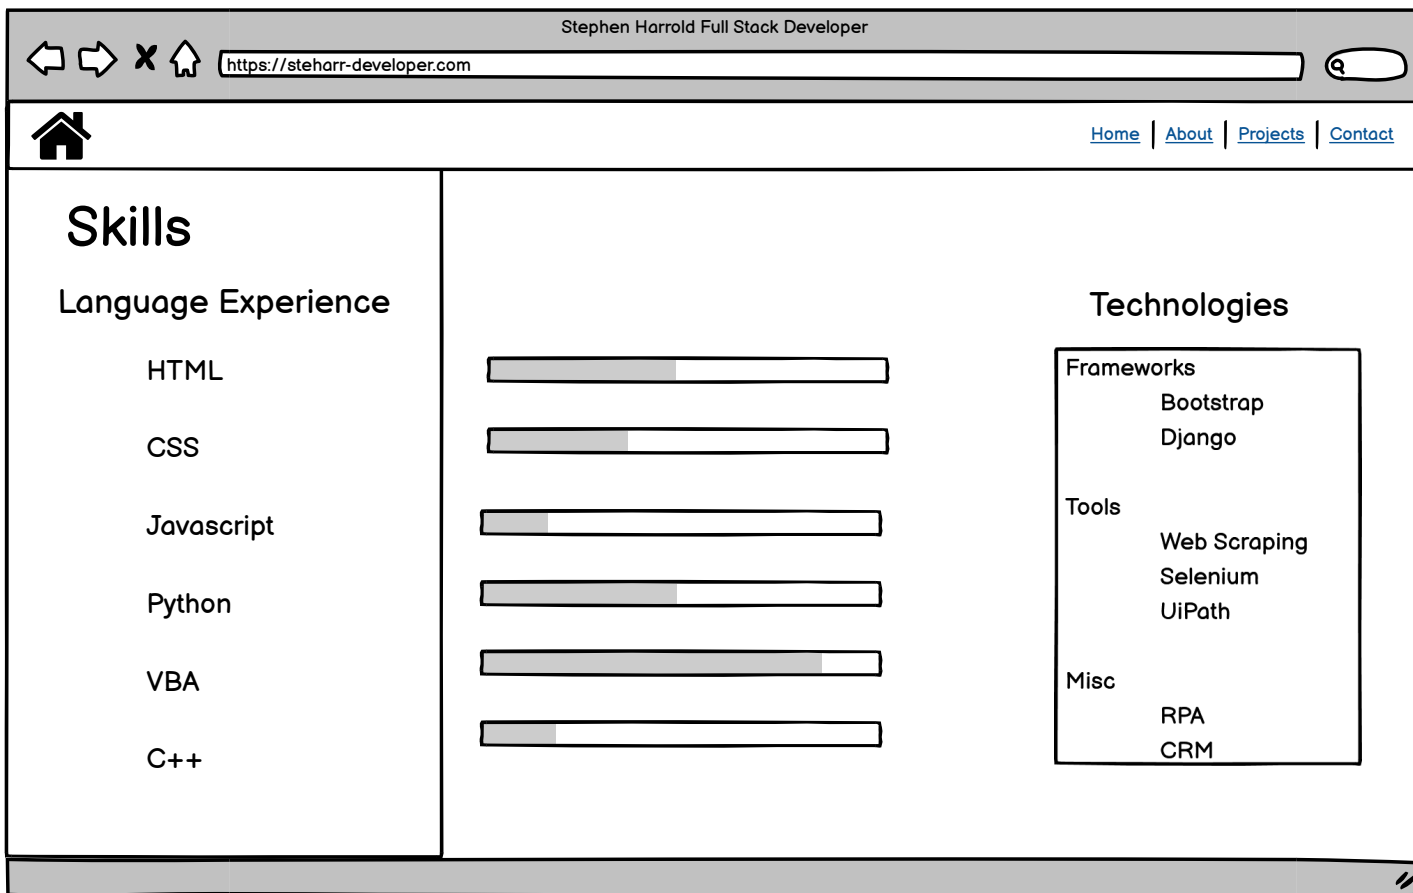 Stephen Harrold Full Stack Developer
https://steharr-developer.com
Home
About
Projects
Contact
Skills
Language Experience
HTML
CSS
Javascript
Python
VBA
C++
Technologies
Frameworks
Bootstrap
Django
Tools
Web Scraping
Selenium
UiPath
Misc
RPA
CRM